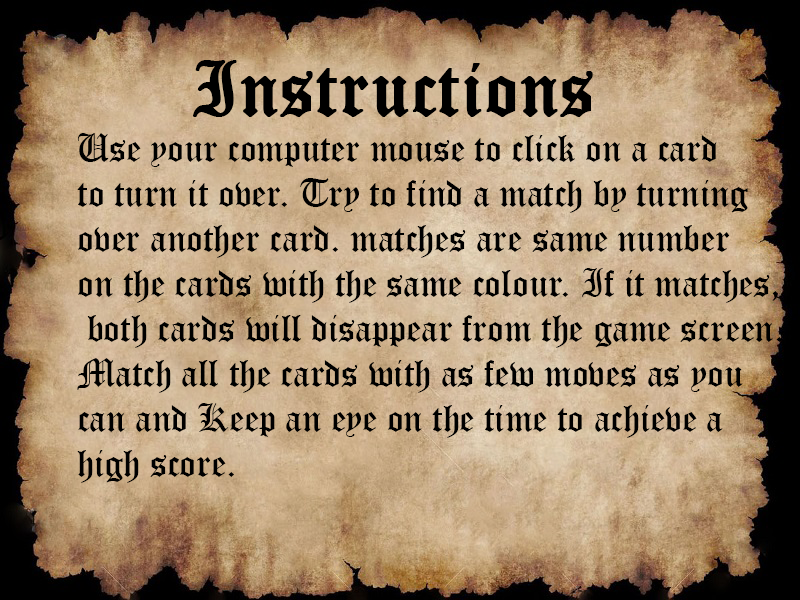 Instructions
Use your computer mouse to click on a card
to turn it over. Try to find a match by turning
over another card. matches are same number
on the cards with the same colour. If it matches,
both cards will disappear from the game screen
Match all the cards with as few moves as you
can and Keep an eye on the time to achieve a
high score.